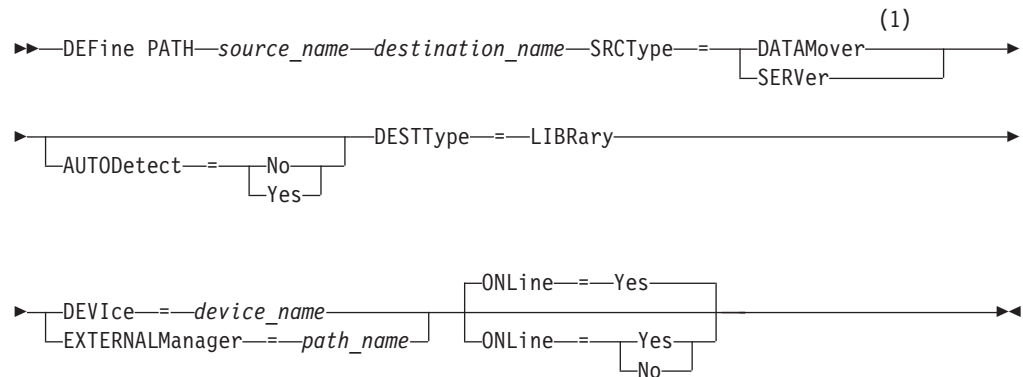 (1)
DEFine PATH source_name destination_name SRCType = DATAMover
SERVer
DESTType = LIBRary
AUTODetect = No
Yes
ONLine = Yes
DEVIce = device_name
EXTERNALManager = path_name ONLine = Yes
No